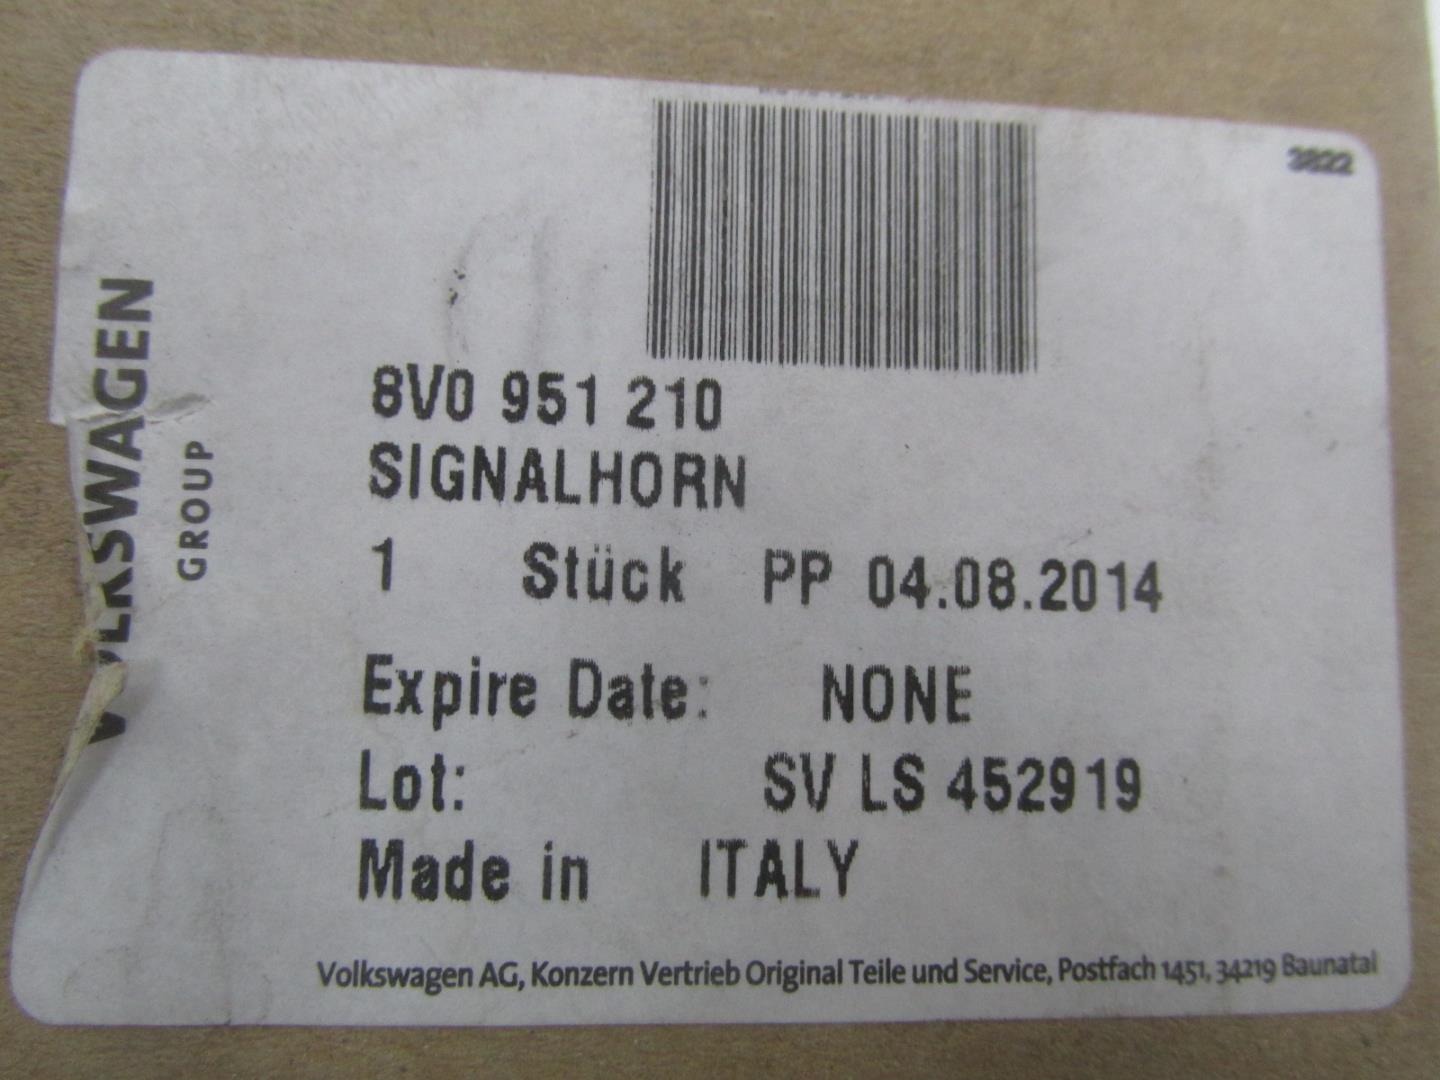 8V0 951 210
SIGNALHORN
1 Stück PP 04.08.2014
Expire Date: NONE
Lot: SV LS 452919
Made in ITALY
Volkswagen AG, Konzern Vertrieb Original Teile und Service, Postfach 1451, 34219 Baunatal
VOLKSWAGEN
GROUP